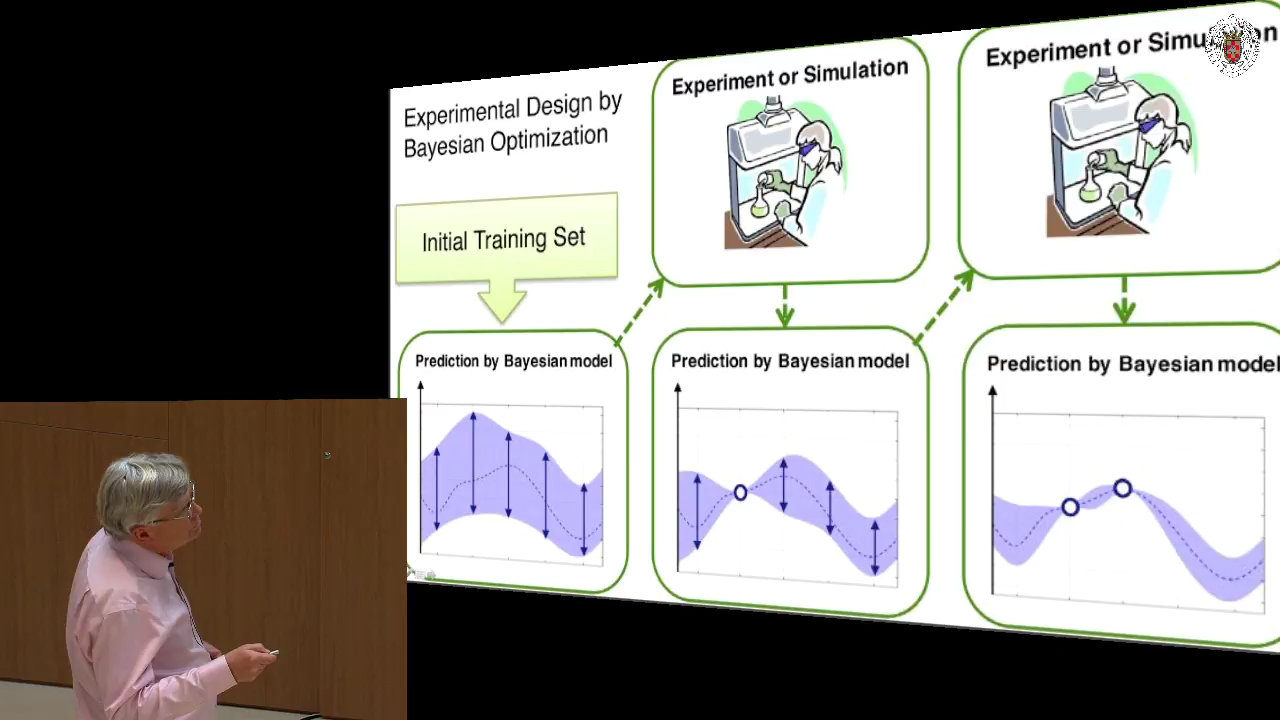 Experimental Design by
Bayesian Optimization
Initial Training Set
Experiment or Simulation
Experiment or Simu
Prediction by Bayesian model
Prediction by Bayesian model
Prediction by Bayesian model